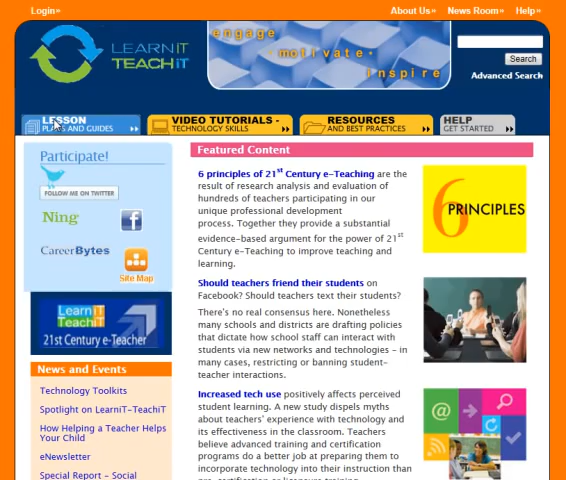 Login»
About Us» News Room» Help»
LEARNIT
TEACHIT
engage
• motivate •
inspire
Search
Advanced Search
LESSON
PLANS AND GUIDES
VIDEO TUTORIALS -
TECHNOLOGY SKILLS
RESOURCES
AND BEST PRACTICES
HELP
GET STARTED
Participate!
FOLLOW ME ON TWITTER
Ning
f
CareerBytes
Site Map
LearnIT
TeachIT
21st Century e-Teacher
News and Events
Technology Toolkits
Spotlight on LearniT-TeachiT
How Helping a Teacher Helps
Your Child
eNewsletter
Special Report - Social
Featured Content
6 principles of 21st Century e-Teaching are the
result of research analysis and evaluation of
hundreds of teachers participating in our
unique professional development
process. Together they provide a substantial
evidence-based argument for the power of 21st
Century e-Teaching to improve teaching and
learning.
6 PRINCIPLES
Should teachers friend their students on
Facebook? Should teachers text their students?
There's no real consensus here. Nonetheless
many schools and districts are drafting policies
that dictate how school staff can interact with
students via new networks and technologies - in
many cases, restricting or banning student-
teacher interactions.
Increased tech use positively affects perceived
student learning. A new study dispels myths
about teachers' experience with technology and
its effectiveness in the classroom. Teachers
believe advanced training and certification
programs do a better job at preparing them to
incorporate technology into their instruction than
pre-certification or licensure training.
@